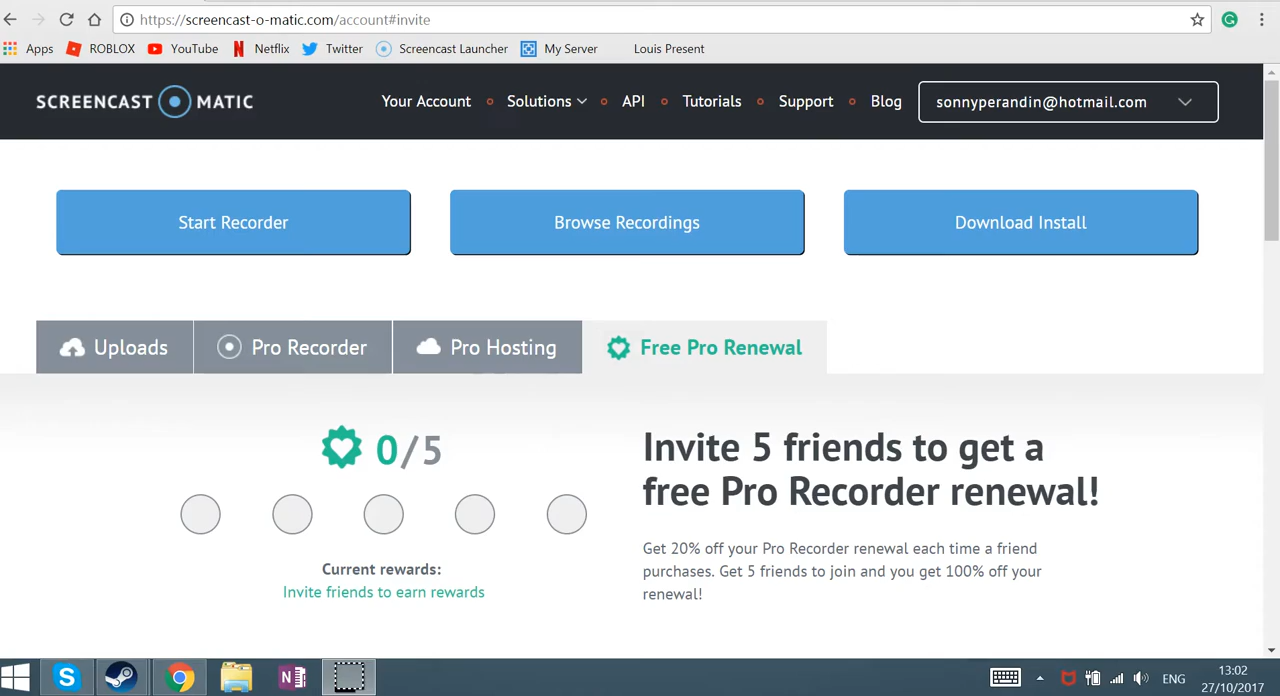 https://screencast-o-matic.com/account#invite
Apps ROBLOX YouTube Netflix Twitter Screencast Launcher My Server Louis Present
SCREENCAST MATIC Your Account Solutions API Tutorials Support Blog sonnyperandin@hotmail.com
Start Recorder Browse Recordings Download Install
Uploads Pro Recorder Pro Hosting Free Pro Renewal
0/5
Current rewards:
Invite friends to earn rewards
Invite 5 friends to get a
free Pro Recorder renewal!
Get 20% off your Pro Recorder renewal each time a friend
purchases. Get 5 friends to join and you get 100% off your
renewal!
ENG
13:02
27/10/2017